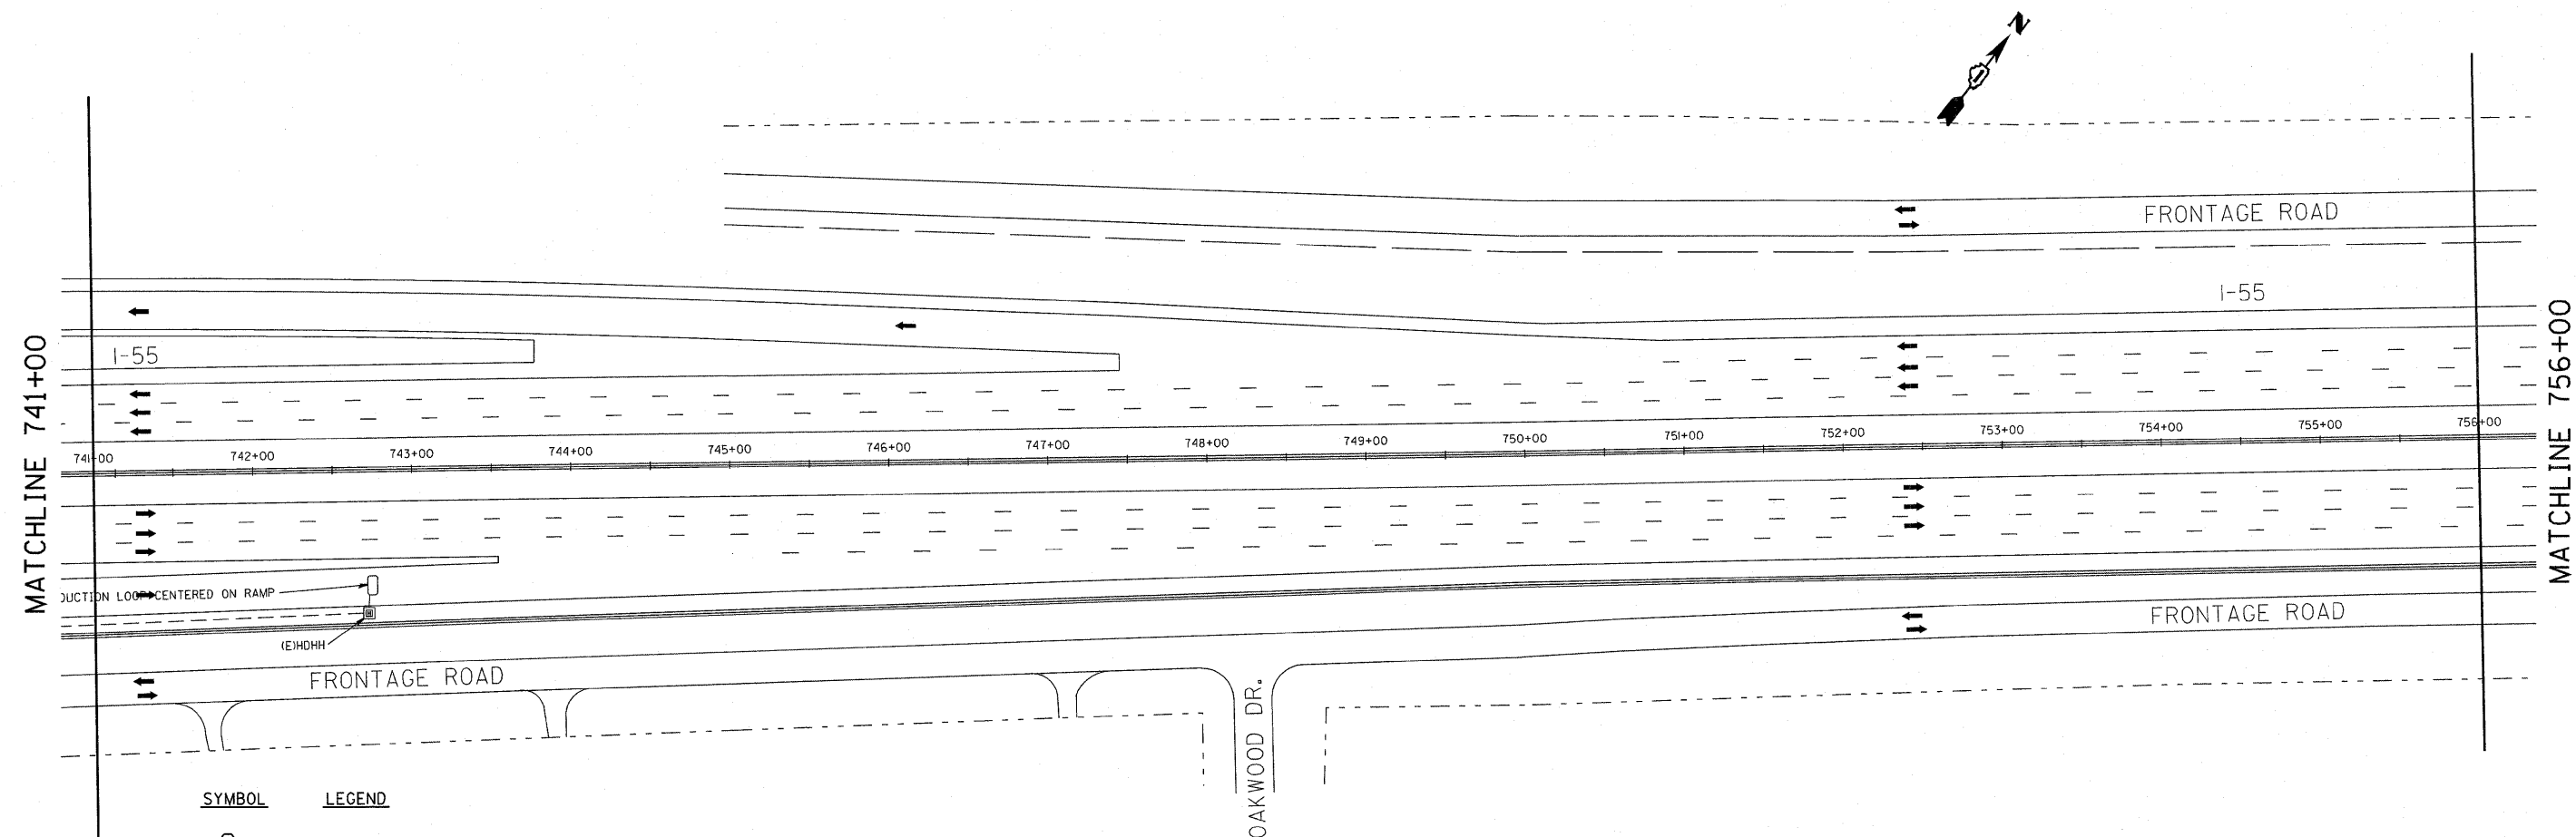 N
FRONTAGE ROAD
I-55
I-55
MATCHLINE 741+00
MATCHLINE 756+00
741+00 742+00 743+00 744+00 745+00 746+00 747+00 748+00 749+00 750+00 751+00 752+00 753+00 754+00 755+00 756+00
DUCTION LOOP CENTERED ON RAMP
(E)HDHH
FRONTAGE ROAD
FRONTAGE ROAD
OAKWOOD DR.
SYMBOL LEGEND